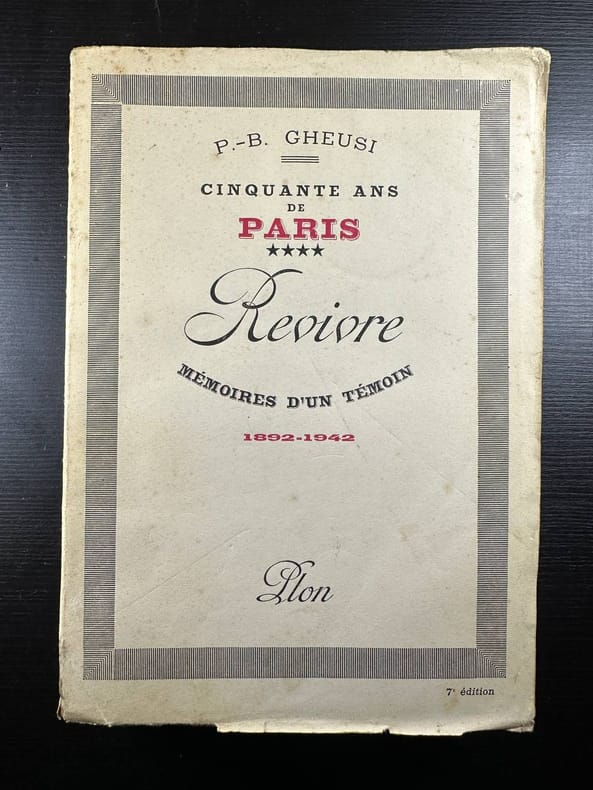 P.-B. GHEUSI
CINQUANTE ANS
DE
PARIS
★★★★
Revivre
MÉMOIRES D'UN TÉMOIN
1892-1942
Plon
7e édition